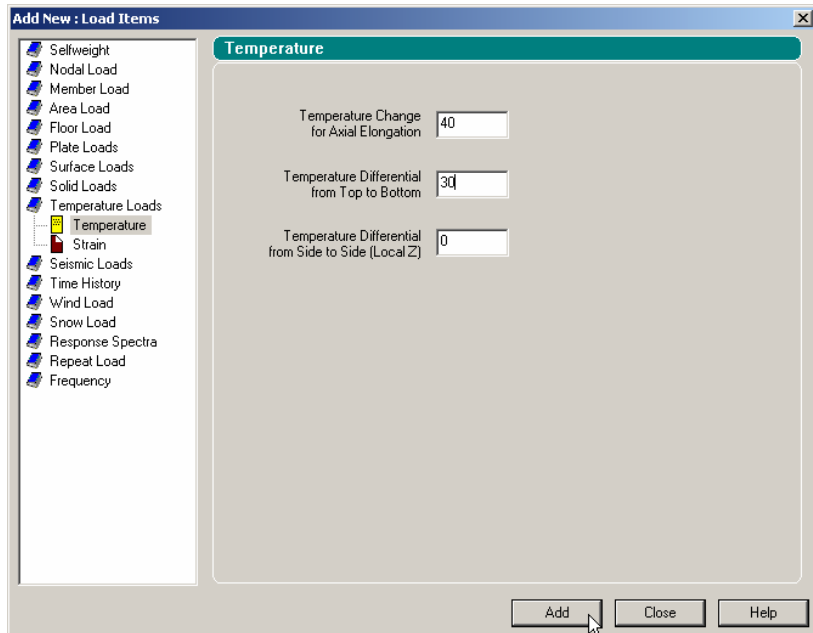 Add New : Load Items
Selfweight
Nodal Load
Member Load
Area Load
Floor Load
Plate Loads
Surface Loads
Solid Loads
Temperature Loads
Temperature
Strain
Seismic Loads
Time History
Wind Load
Snow Load
Response Spectra
Repeat Load
Frequency
Temperature
Temperature Change
for Axial Elongation
40
Temperature Differential
from Top to Bottom
30
Temperature Differential
from Side to Side (Local Z)
0
Add
Close
Help